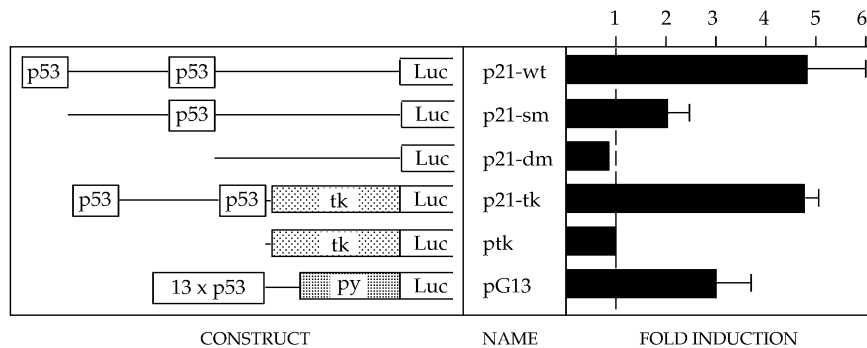 1 2 3 4 5 6
p53 p53 Luc p21-wt
p53 Luc p21-sm
Luc p21-dm
p53 p53 tk Luc p21-tk
tk Luc ptk
13 x p53 py Luc pG13
CONSTRUCT NAME FOLD INDUCTION